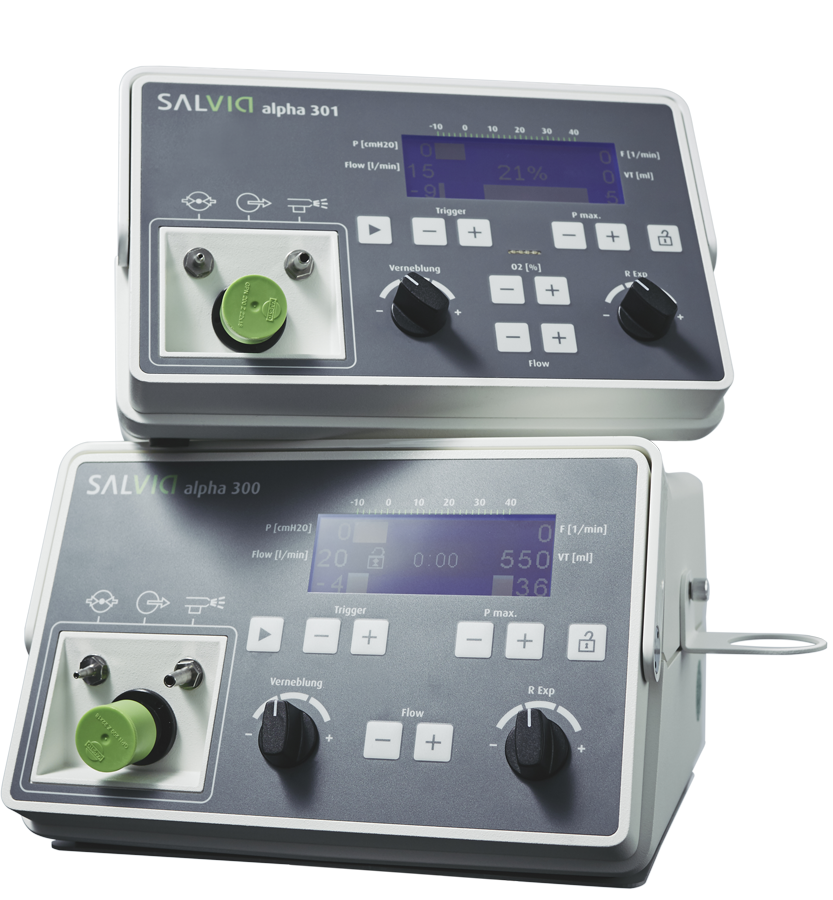 SALVIA alpha 301
-10 0 10 20 30 40
P [cmH2O] 0 0 F [1/min]
Flow [l/min] 15 21% 0 VT [ml]
-9 5
Trigger P max.
Verneblung O2 [%] R Exp
- + - +
Flow
SALVIA alpha 300
-10 0 10 20 30 40
P [cmH2O] 0 0 F [1/min]
Flow [l/min] 20 0:00 550 VT [ml]
-4 36
Trigger P max.
Verneblung Flow R Exp
- + - +